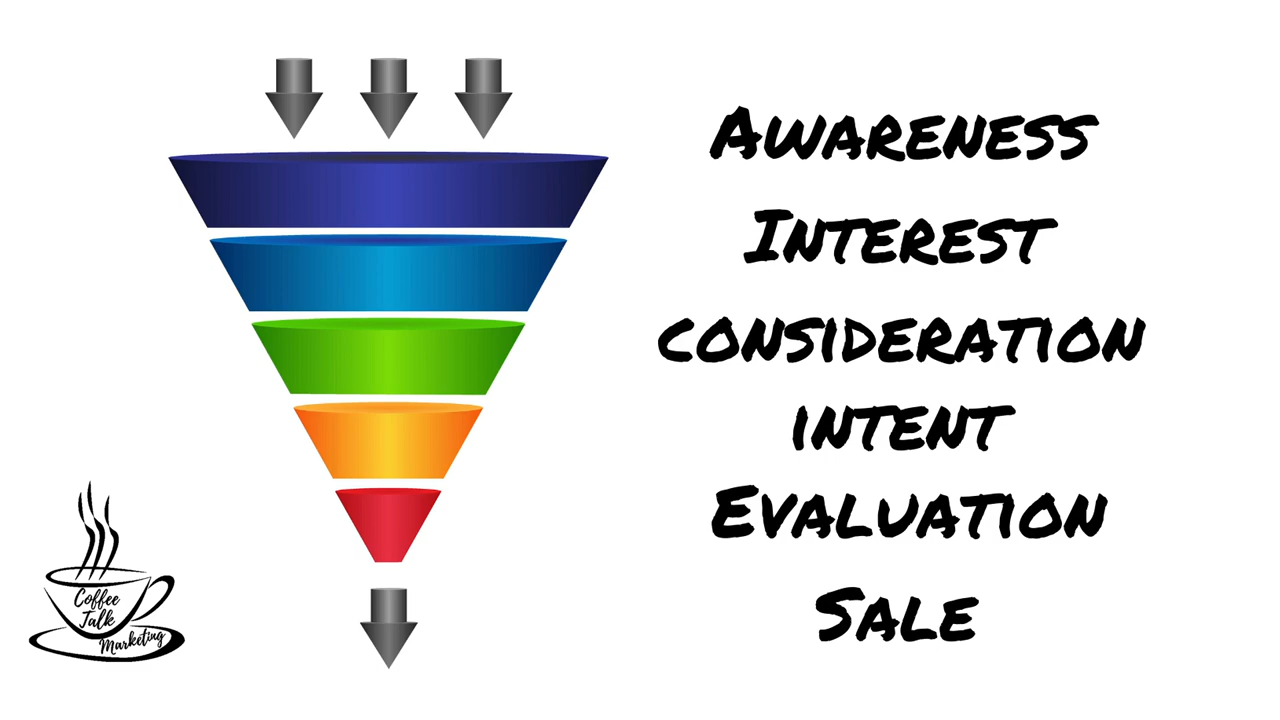 Awareness
Interest
consideration
intent
Evaluation
Sale
Coffee
Talk
Marketing